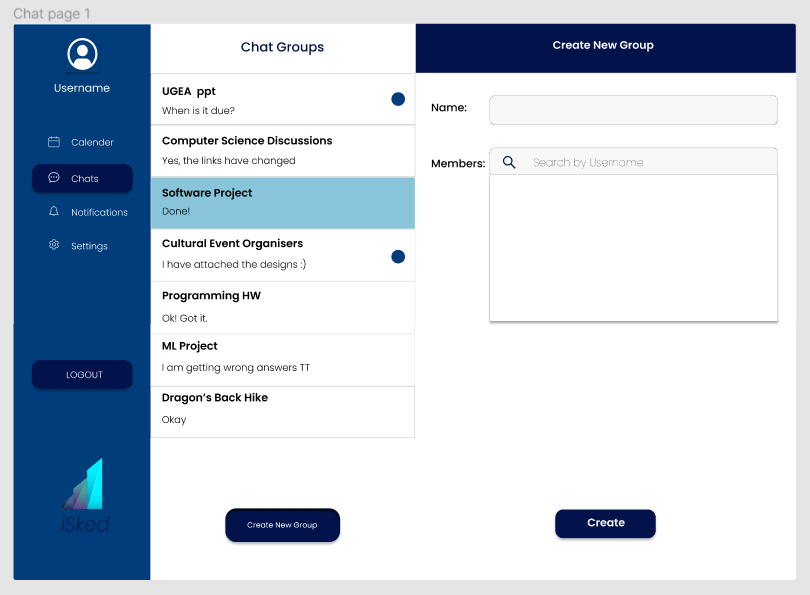 Chat page 1
Username
Calender
Chats
Notifications
Settings
LOGOUT
iSked
Chat Groups
UGEA ppt
When is it due?
Computer Science Discussions
Yes, the links have changed
Software Project
Done!
Cultural Event Organisers
I have attached the designs :)
Programming HW
Ok! Got it.
ML Project
I am getting wrong answers TT
Dragon’s Back Hike
Okay
Create New Group
Create New Group
Name:
Members:
Search by Username
Create